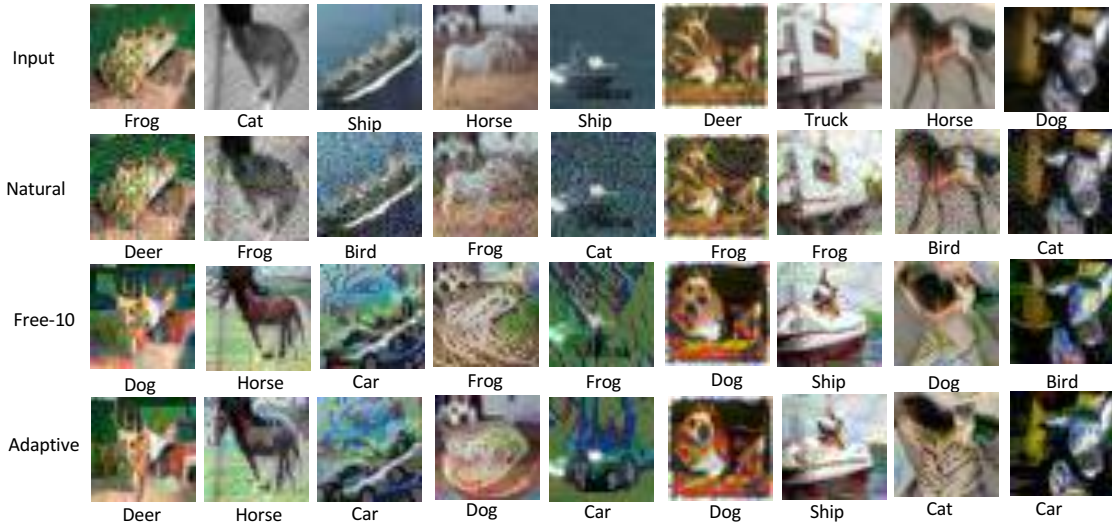 Input
Frog Cat Ship Horse Ship Deer Truck Horse Dog
Natural
Deer Frog Bird Frog Cat Frog Frog Bird Cat
Free-10
Dog Horse Car Frog Frog Dog Ship Dog Bird
Adaptive
Deer Horse Car Dog Car Dog Ship Cat Car